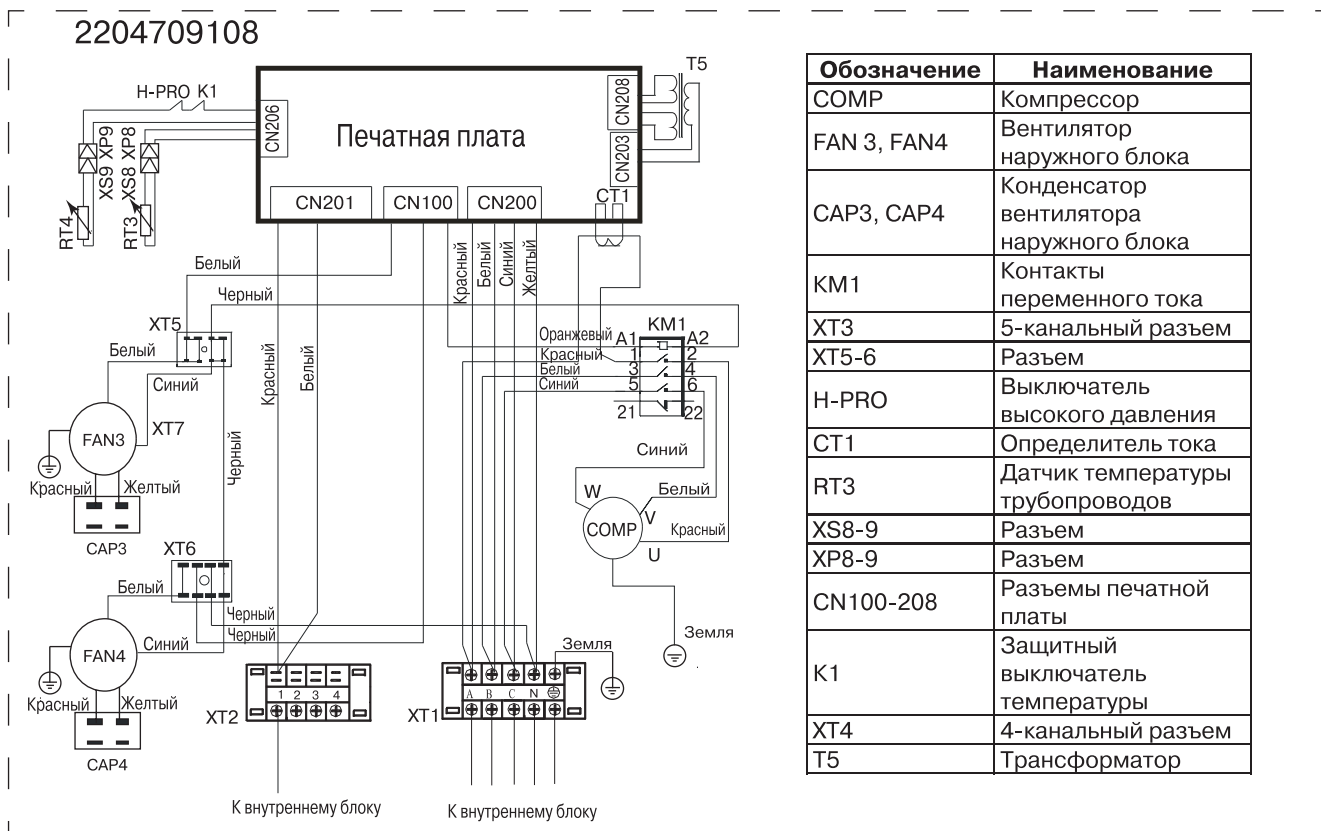 2204709108
T5
H-PRO K1
CN206
CN208
Печатная плата
CN203
XS9 XP9
XS8 XP8
RT4
RT3
CN201
CN100
CN200
CT1
Белый
Красный
Белый
Синий
Желтый
Черный
XT5
Белый
Синий
FAN3
XT7
Красный
Желтый
CAP3
Красный
Белый
Черный
Оранжевый
A1
KM1
A2
Красный
1
2
Белый
3
4
Синий
5
6
21
22
Синий
W
Белый
COMP
V
Красный
U
XT6
Белый
Черный
Черный
Синий
FAN4
Красный
Желтый
CAP4
Земля
Земля
1 2 3 4
XT2
A B C N
XT1
К внутреннему блоку
К внутреннему блоку
Обозначение Наименование
COMP Компрессор
FAN 3, FAN4 Вентилятор
наружного блока
CAP3, CAP4 Конденсатор
вентилятора
наружного блока
KM1 Контакты
переменного тока
XT3 5-канальный разъем
XT5-6 Разъем
H-PRO Выключатель
высокого давления
CT1 Определитель тока
RT3 Датчик температуры
трубопроводов
XS8-9 Разъем
XP8-9 Разъем
CN100-208 Разъемы печатной
платы
K1 Защитный
выключатель
температуры
XT4 4-канальный разъем
T5 Трансформатор